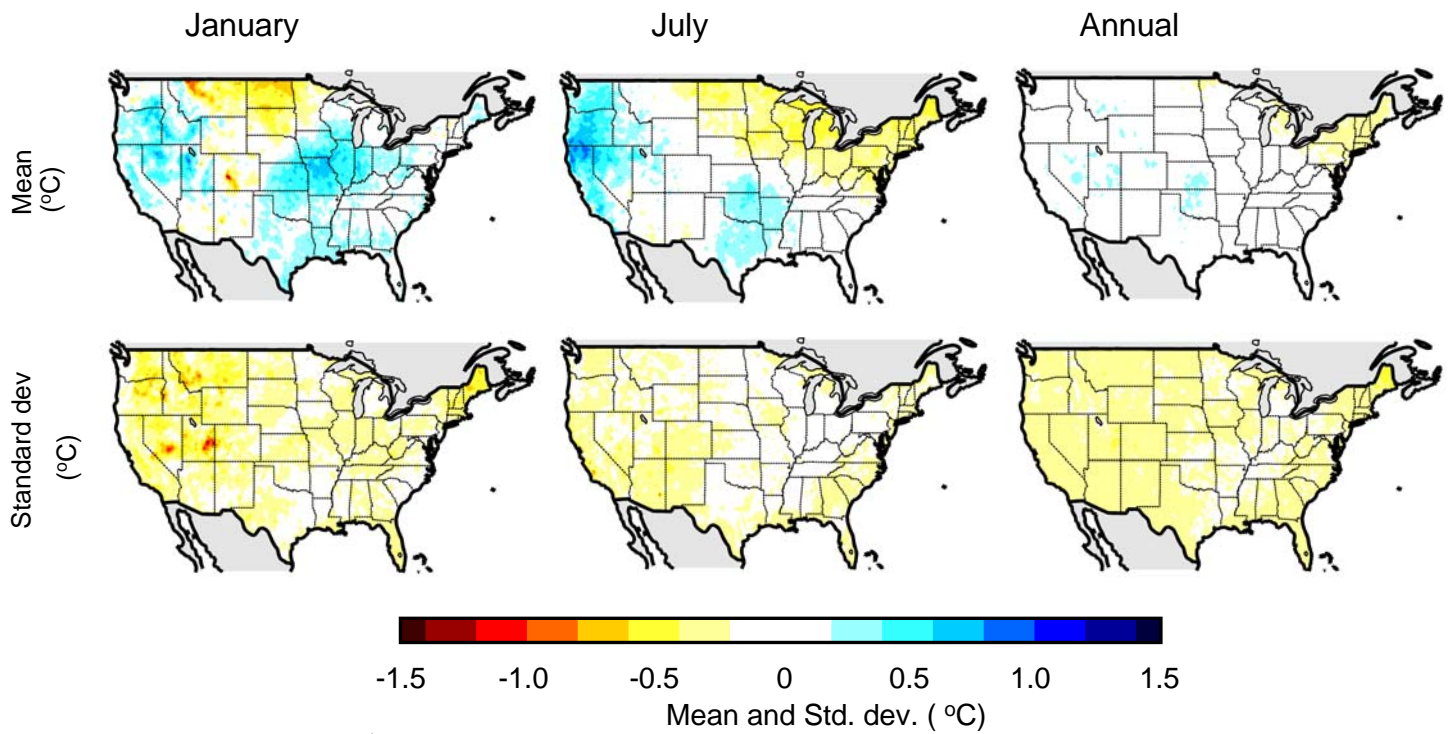 January July Annual
Mean
(ºC)
Standard dev
(ºC)
-1.5 -1.0 -0.5 0 0.5 1.0 1.5
Mean and Std. dev. ( ºC)